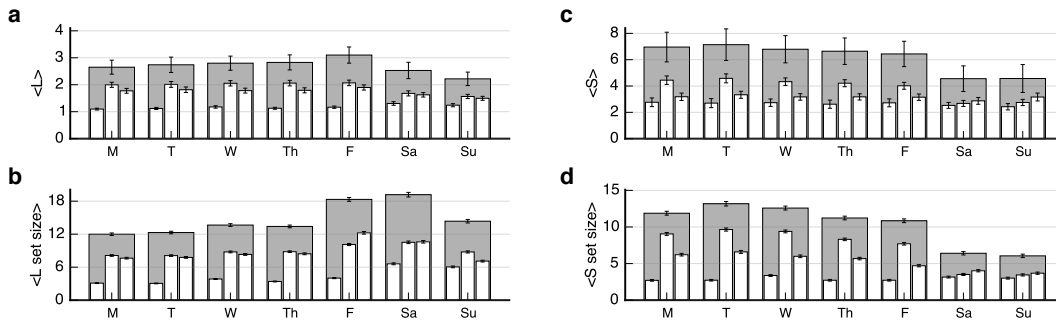 a
4
3
2
1
0
<L>
M T W Th F Sa Su
b
18
12
6
0
<L set size>
M T W Th F Sa Su
c
8
6
4
2
0
<S>
M T W Th F Sa Su
d
15
10
5
0
<S set size>
M T W Th F Sa Su